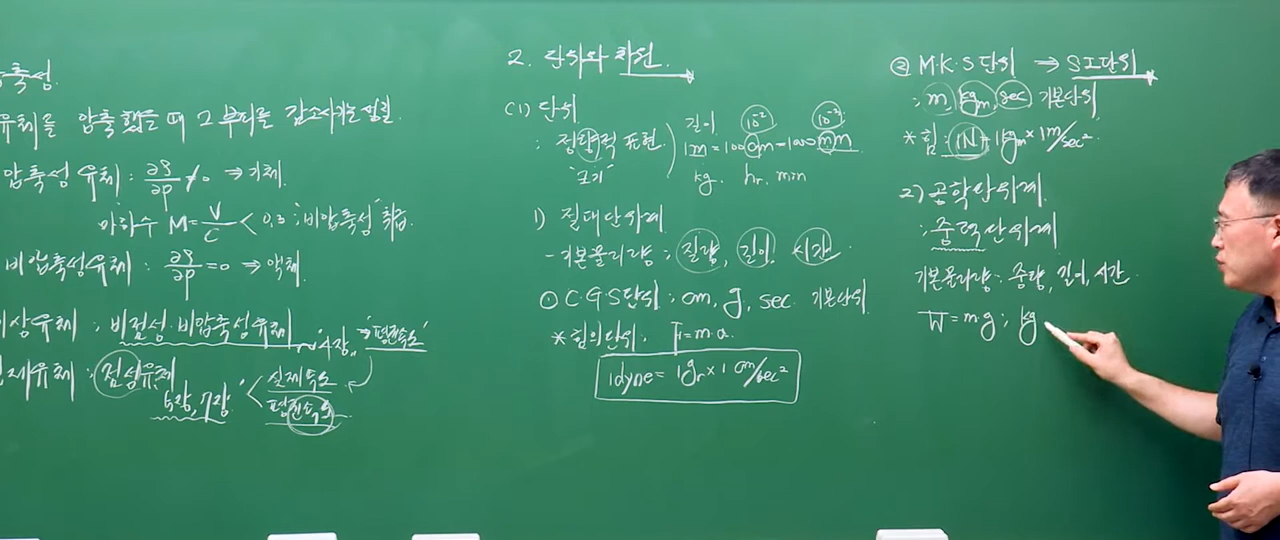 축성.
유체를 압축했을 때 그 부피를 감소시키는 성질
압축성 유체 : ∂ρ/∂p ≠ 0 ⇒ 기체.
마하수 M = V/C < 0.3 ; "비압축성" 취급.
비압축성유체 : ∂ρ/∂p = 0 ⇒ 액체.
이상유체 : 비점성·비압축성유체 4장, "평균속도"
실제유체 : 점성유체
5장, 7장. < 실제속도
평균속도
2. 단위와 차원.
(1) 단위
: 정량적 표현.
"크기"
길이 10⁻² 10⁻³
1m = 100cm = 1000mm
kg. hr. min
1) 절대단위계
- 기본물리량 ; 질량, 길이, 시간
① C.G.S단위 ; cm, g, sec. 기본단위
* 힘의단위. F = m·a.
1dyne = 1gr × 1 cm/sec²
② M.K.S단위 ⇒ SI단위
; m, kgm, sec 기본단위
* 힘 : 1N = 1kgm × 1m/sec²
2) 공학단위계.
: 중력단위계
기본물리량 : 중량, 길이, 시간
W = m·g ; kg